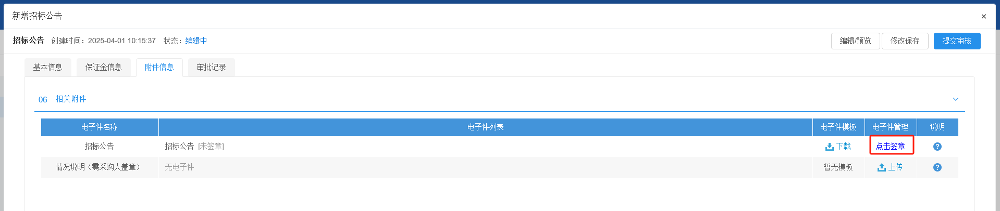 新增招标公告
×
招标公告 创建时间：2025-04-01 10:15:37 状态：编辑中 编辑/预览 修改保存 提交审核
基本信息 保证金信息 附件信息 审批记录
06 相关附件
电子件名称 电子件列表 电子件模板 电子件管理 说明
招标公告 招标公告 [未签章] 下载 点击签章 ?
情况说明（需采购人盖章） 无电子件 暂无模板 上传 ?